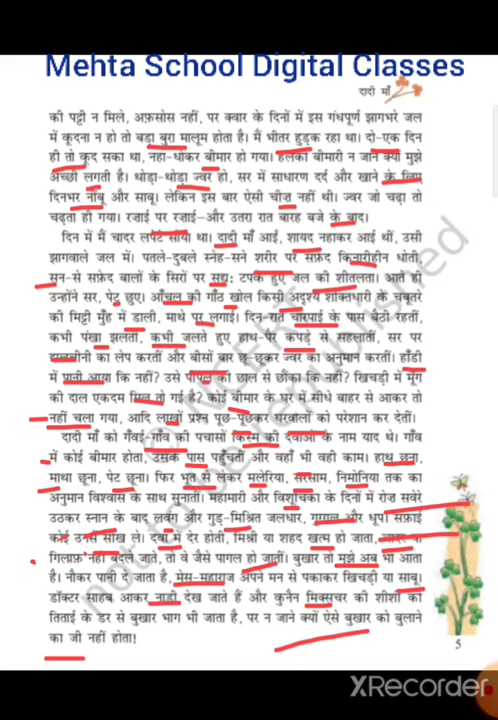 Mehta School Digital Classes
दादी माँ
की पट्टी न मिले, अफ़सोस नहीं, पर क्वार के दिनों में इस गंधपूर्ण झागभरे जल
में कूदना न हो तो बड़ा बुरा मालूम होता है। मैं भीतर हुड़क रहा था। दो-एक दिन
ही तो कूद सका था, नहा-धोकर बीमार हो गया। हलकी बीमारी न जाने क्यों मुझे
अच्छी लगती है। थोड़ा-थोड़ा ज्वर हो, सर में साधारण दर्द और खाने के लिए
दिनभर नींबू और साबू। लेकिन इस बार ऐसी चीज़ नहीं थी। ज्वर जो चढ़ा तो
चढ़ता ही गया। रजाई पर रजाई-और उतरा रात बारह बजे के बाद।
दिन में मैं चादर लपेटे सोया था। दादी माँ आईं, शायद नहाकर आई थीं, उसी
झागवाले जल में। पतले-दुबले स्नेह-सने शरीर पर सफ़ेद किनारीहीन धोती,
सन-से सफ़ेद बालों के सिरों पर सद्यः टपके हुए जल की शीतलता। आते ही
उन्होंने सर, पेट छुए। आँचल की गाँठ खोल किसी अदृश्य शक्तिधारी के चबूतरे
की मिट्टी मुँह में डाली, माथे पर लगाई। दिन-रात चारपाई के पास बैठी रहतीं,
कभी पंखा झलतीं, कभी जलते हुए हाथ-पैर कपड़े से सहलातीं, सर पर
दालचीनी का लेप करतीं और बीसों बार छू-छूकर ज्वर का अनुमान करतीं। हाँडी
में पानी आया कि नहीं? उसे पीपल की छाल से छौंका कि नहीं? खिचड़ी में मूँग
की दाल एकदम मिल तो गई है? कोई बीमार के घर में सीधे बाहर से आकर तो
नहीं चला गया, आदि लाखों प्रश्न पूछ-पूछकर घरवालों को परेशान कर देतीं।
दादी माँ को गँवई-गाँव की पचासों किस्म की दवाओं के नाम याद थे। गाँव
में कोई बीमार होता, उसके पास पहुँचतीं और वहाँ भी वही काम। हाथ छूना,
माथा छूना, पेट छूना। फिर भूत से लेकर मलेरिया, सरसाम, निमोनिया तक का
अनुमान विश्वास के साथ सुनातीं। महामारी और विशूचिका के दिनों में रोज़ सवेरे
उठकर स्नान के बाद लवंग और गुड़-मिश्रित जलधार, गुग्गल और धूप। सफ़ाई
कोई उनसे सीख ले। दवा में देर होती, मिश्री या शहद खत्म हो जाता, चादर या
गिलाफ़ नहीं बदले जाते, तो वे जैसे पागल हो जातीं। बुखार तो मुझे अब भी आता
है। नौकर पानी दे जाता है, मेस-महाराज अपने मन से पकाकर खिचड़ी या साबू।
डॉक्टर साहब आकर नाड़ी देख जाते हैं और कुनैन मिक्सचर की शीशी की
तिताई के डर से बुखार भाग भी जाता है, पर न जाने क्यों ऐसे बुखार को बुलाने
का जी नहीं होता!
5
not to be republished
XRecorder